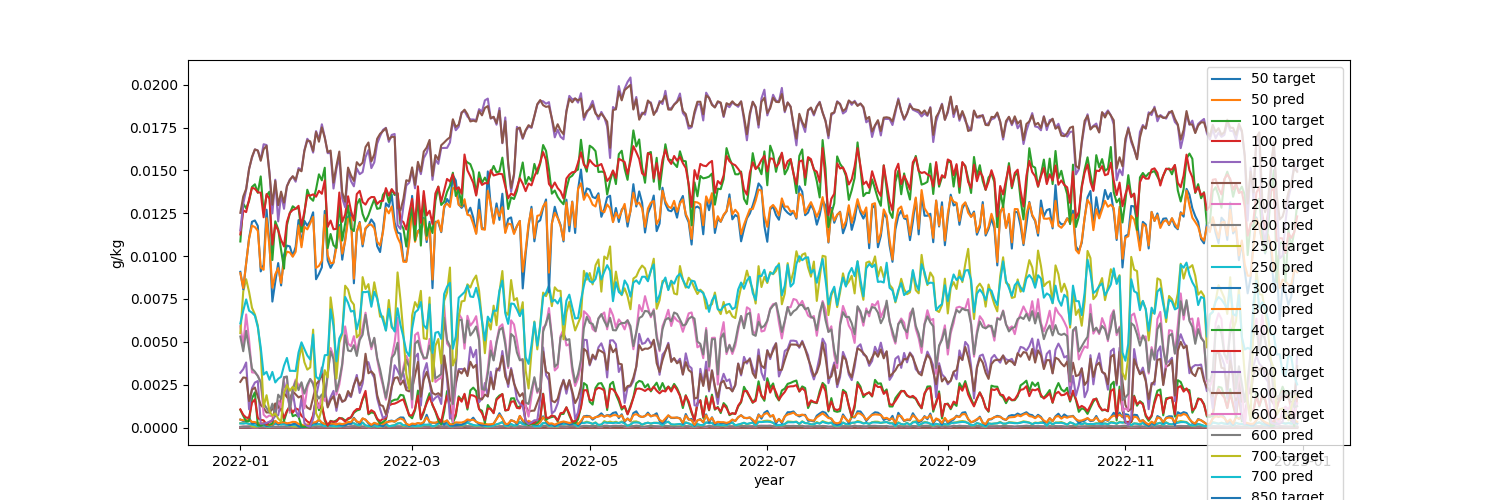 0.0200
0.0175
0.0150
0.0125
0.0100
0.0075
0.0050
0.0025
0.0000
g/kg
2022-01
2022-03
2022-05
2022-07
2022-09
2022-11
2023-01
year
50 target
50 pred
100 target
100 pred
150 target
150 pred
200 target
200 pred
250 target
250 pred
300 target
300 pred
400 target
400 pred
500 target
500 pred
600 target
600 pred
700 target
700 pred
850 target